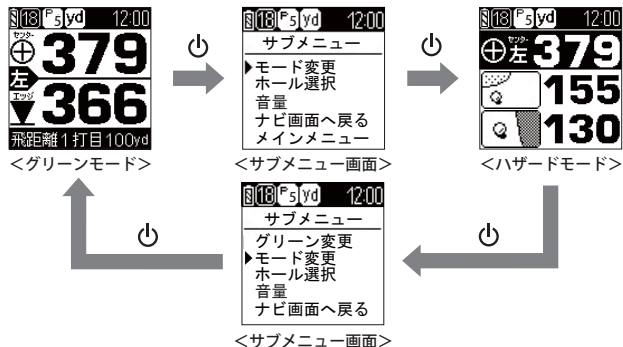 18 P5 yd 12:00
センター 379
左
エッジ 366
飛距離1打目100yd
<グリーンモード>
18 P5 yd 12:00
サブメニュー
モード変更
ホール選択
音量
ナビ画面へ戻る
メインメニュー
<サブメニュー画面>
18 P5 yd 12:00
センター 左 379
155
130
<ハザードモード>
18 P5 yd 12:00
サブメニュー
グリーン変更
モード変更
ホール選択
音量
ナビ画面へ戻る
<サブメニュー画面>